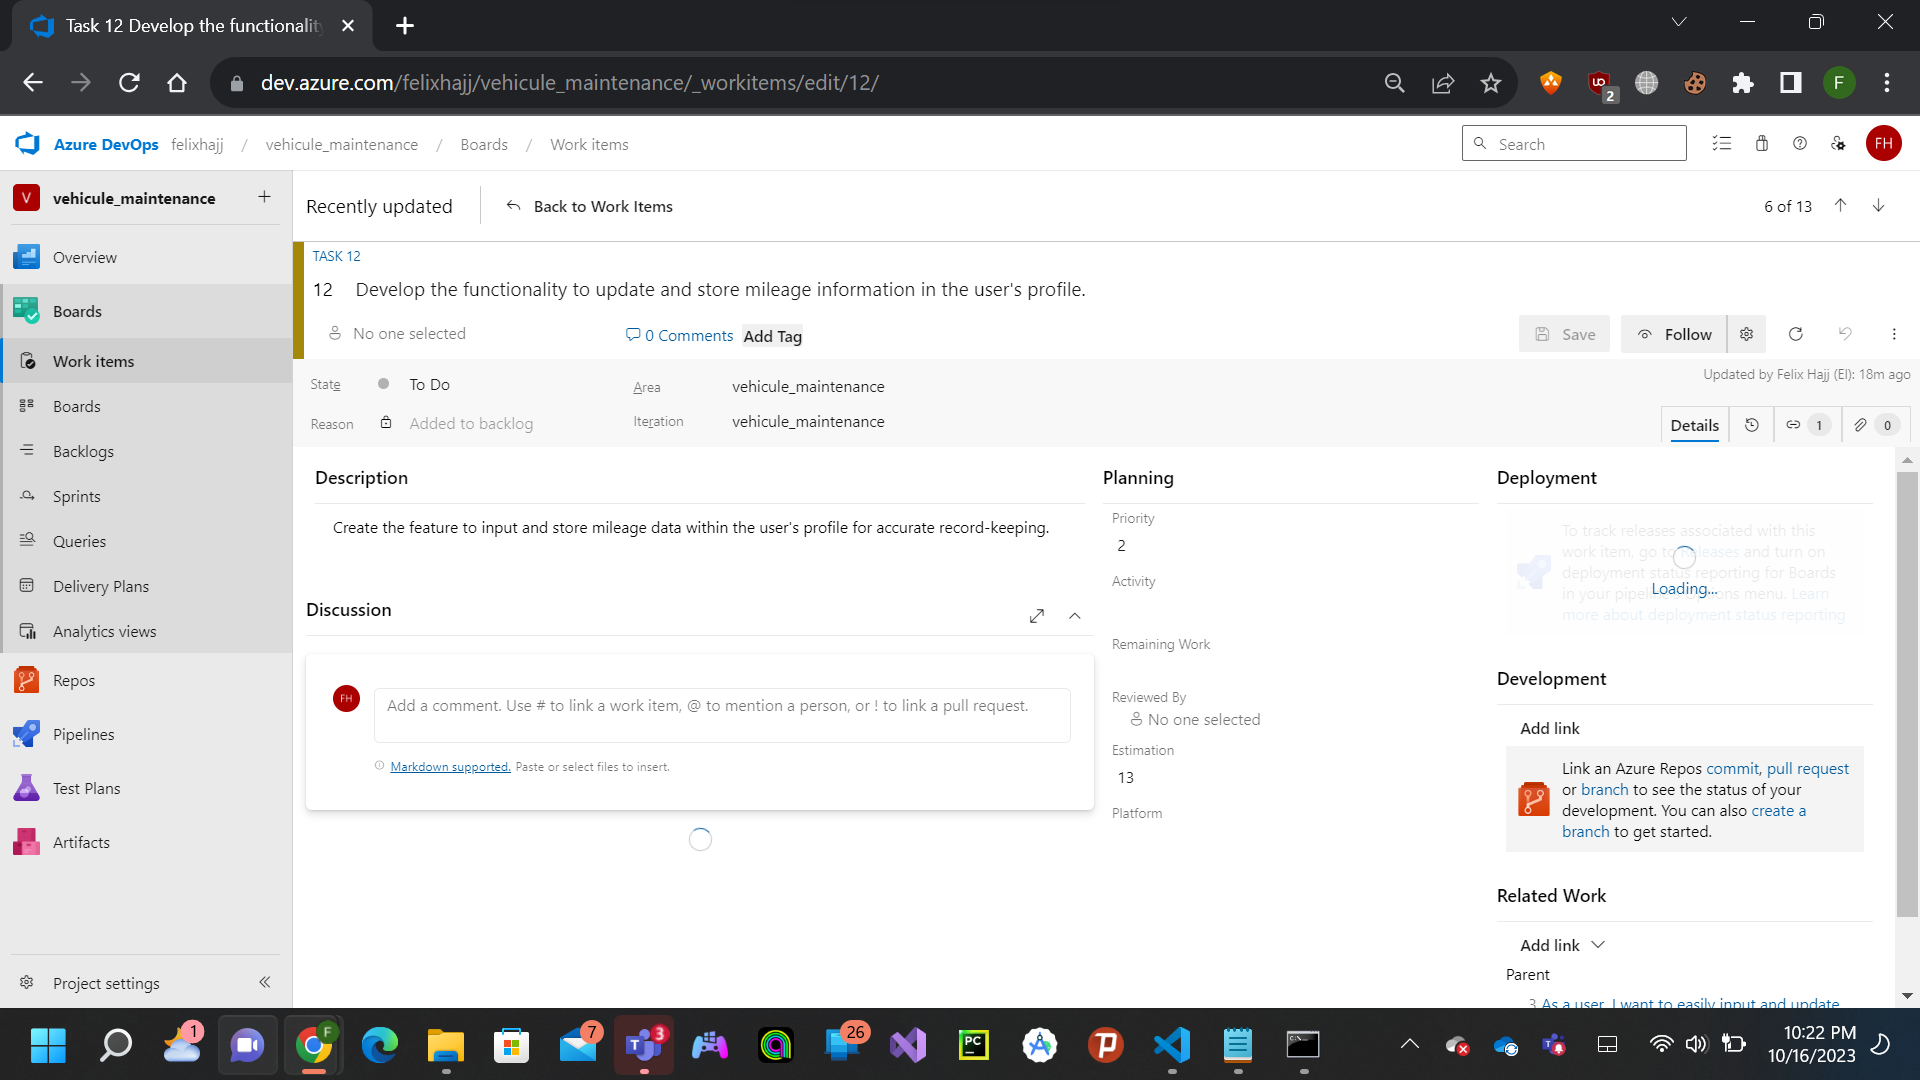 Task 12 Develop the functionality
dev.azure.com/felixhajj/vehicule_maintenance/_workitems/edit/12/
2
F
Azure DevOps felixhajj / vehicule_maintenance / Boards / Work items
Search
FH
V vehicule_maintenance
Overview
Boards
Work items
Boards
Backlogs
Sprints
Queries
Delivery Plans
Analytics views
Repos
Pipelines
Test Plans
Artifacts
Project settings
Recently updated
Back to Work Items
6 of 13
TASK 12
12 Develop the functionality to update and store mileage information in the user's profile.
No one selected
0 Comments
Add Tag
Save
Follow
State To Do
Area vehicule_maintenance
Updated by Felix Hajj (EI): 18m ago
Reason Added to backlog
Iteration vehicule_maintenance
Details
1
0
Description
Create the feature to input and store mileage data within the user's profile for accurate record-keeping.
Discussion
FH
Add a comment. Use # to link a work item, @ to mention a person, or ! to link a pull request.
Markdown supported. Paste or select files to insert.
Planning
Priority
2
Activity
Remaining Work
Reviewed By
No one selected
Estimation
13
Platform
Deployment
To track releases associated with this
work item, go to Releases and turn on
deployment status reporting for Boards
in your pipeline's Options menu. Learn
more about deployment status reporting
Loading...
Development
Add link
Link an Azure Repos commit, pull request
or branch to see the status of your
development. You can also create a
branch to get started.
Related Work
Add link
Parent
3 As a user, I want to easily input and update
1
F
7
3
26
PC
10:22 PM
10/16/2023